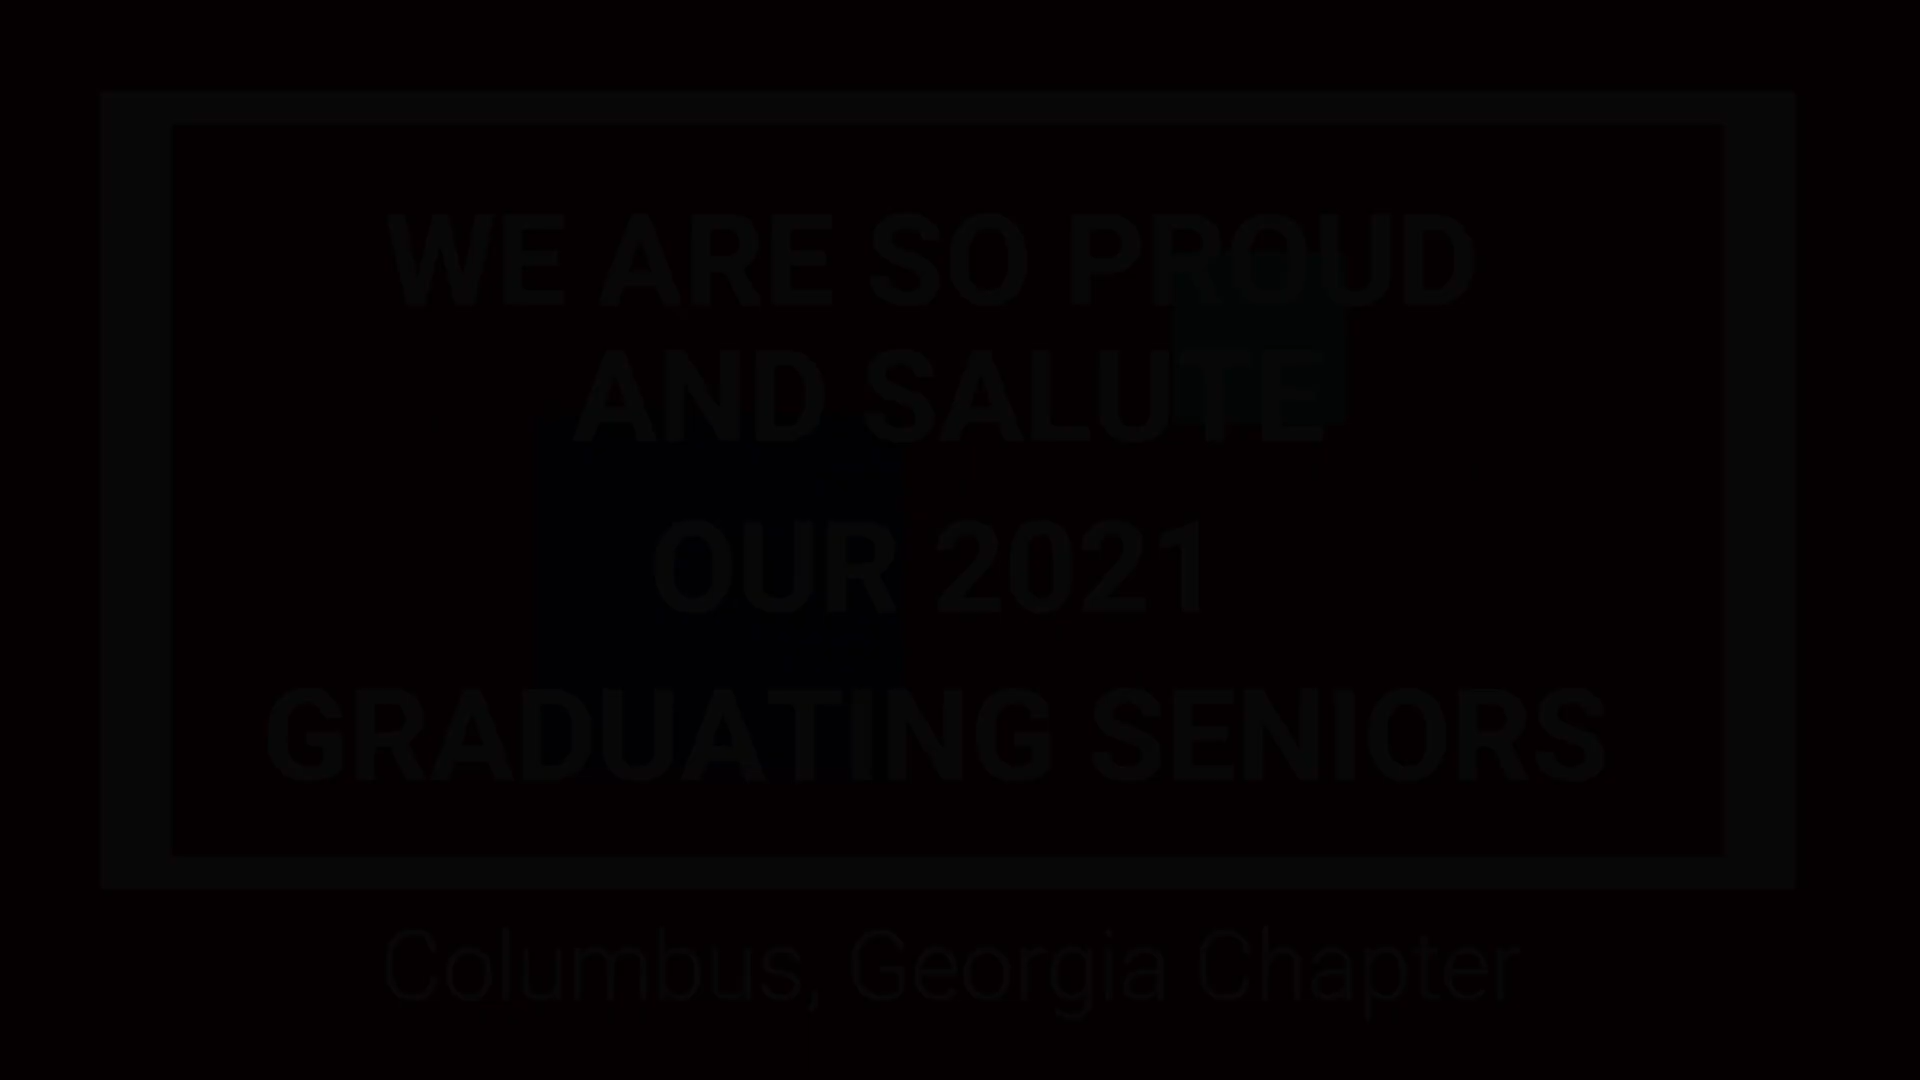 WE ARE SO PROUD
AND SALUTE
OUR 2021
GRADUATING SENIORS
Columbus, Georgia Chapter